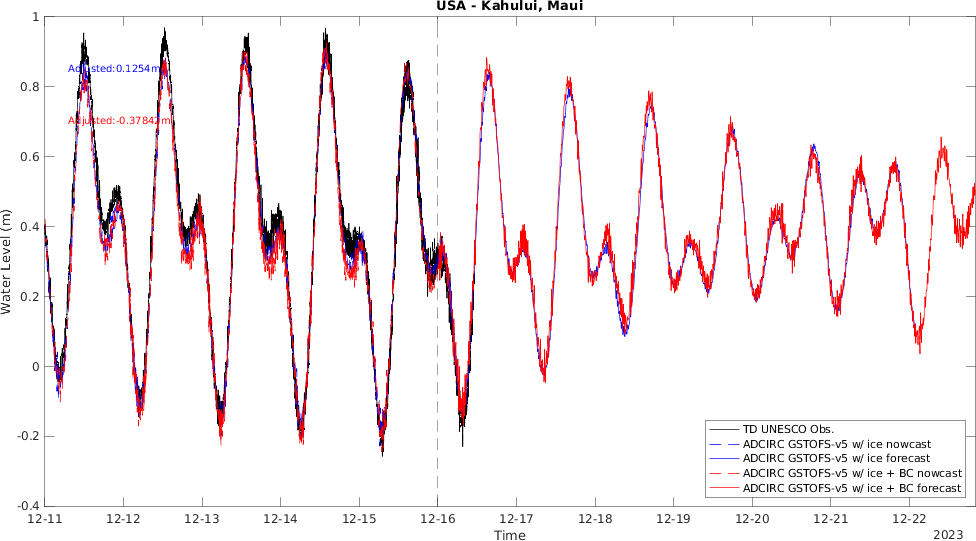 USA - Kahului, Maui
1
0.8
0.6
0.4
0.2
0
-0.2
-0.4
Water Level (m)
Adjusted:0.1254m
Adjusted:-0.37842m
TD UNESCO Obs.
ADCIRC GSTOFS-v5 w/ ice nowcast
ADCIRC GSTOFS-v5 w/ ice forecast
ADCIRC GSTOFS-v5 w/ ice + BC nowcast
ADCIRC GSTOFS-v5 w/ ice + BC forecast
12-11 12-12 12-13 12-14 12-15 12-16 12-17 12-18 12-19 12-20 12-21 12-22
Time
2023